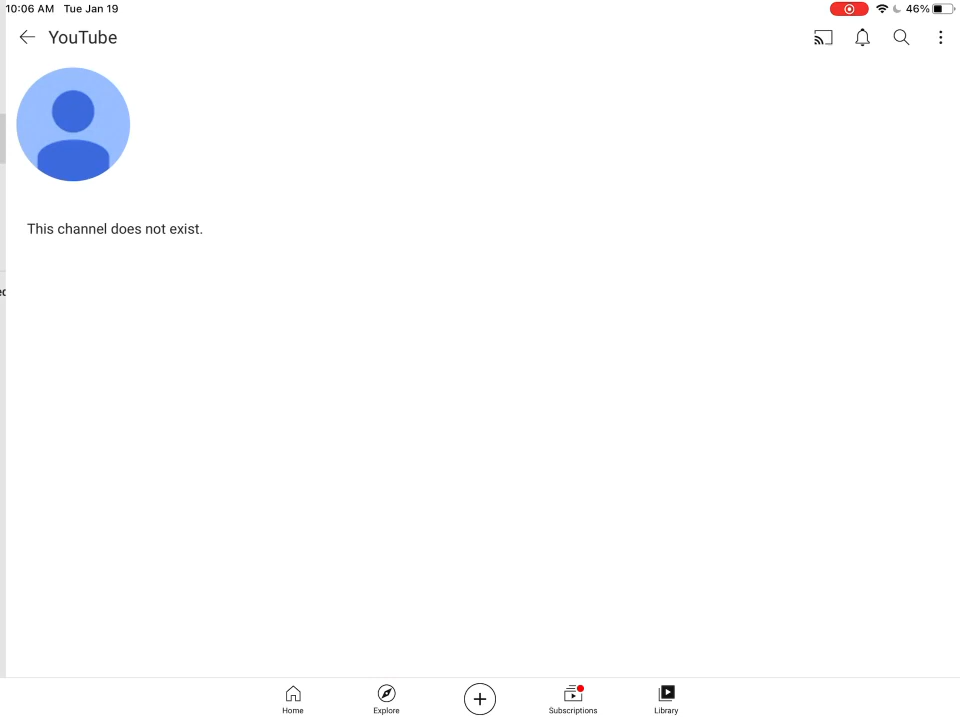 10:06 AM Tue Jan 19
46%
YouTube
This channel does not exist.
Home
Explore
Subscriptions
Library